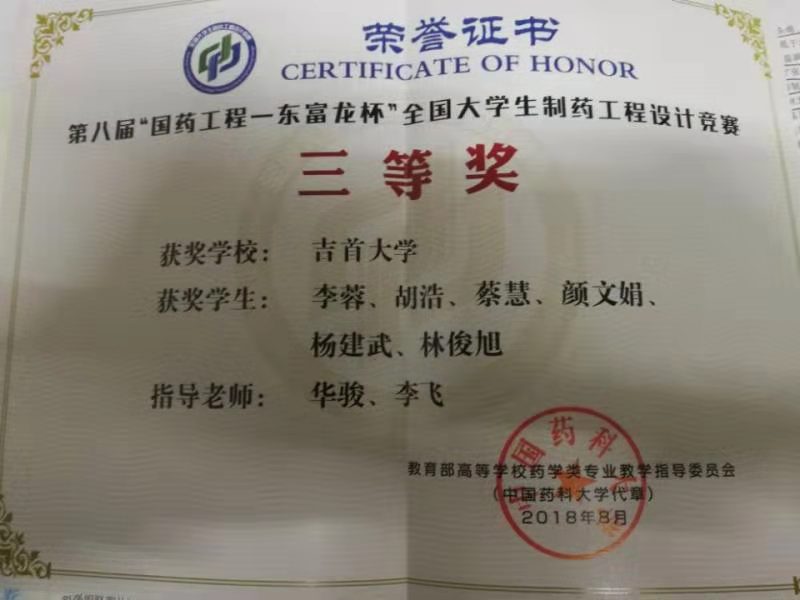 荣誉证书
CERTIFICATE OF HONOR
第八届“国药工程—东富龙杯”全国大学生制药工程设计竞赛
三等奖
获奖学校： 吉首大学
获奖学生： 李蓉、胡浩、蔡慧、颜文娟、
杨建武、林俊旭
指导老师： 华骏、李飞
教育部高等学校药学类专业教学指导委员会
（中国药科大学代章）
2018年8月